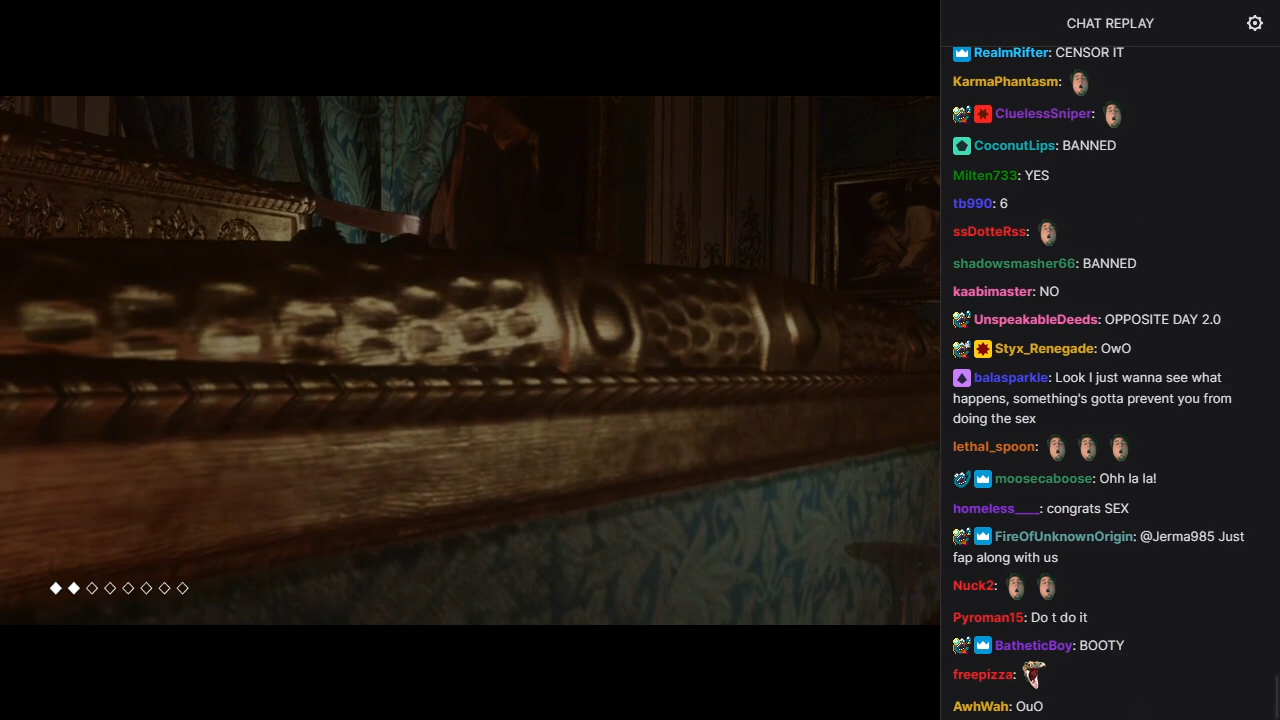 CHAT REPLAY
RealmRifter: CENSOR IT
KarmaPhantasm:
CluelessSniper:
CoconutLips: BANNED
Milten733: YES
tb990: 6
ssDotteRss:
shadowsmasher66: BANNED
kaabimaster: NO
UnspeakableDeeds: OPPOSITE DAY 2.0
Styx_Renegade: OwO
balasparkle: Look I just wanna see what
happens, something's gotta prevent you from
doing the sex
lethal_spoon:
moosecaboose: Ohh la la!
homeless____: congrats SEX
FireOfUnknownOrigin: @Jerma985 Just
fap along with us
Nuck2:
Pyroman15: Do t do it
BatheticBoy: BOOTY
freepizza:
AwhWah: OuO